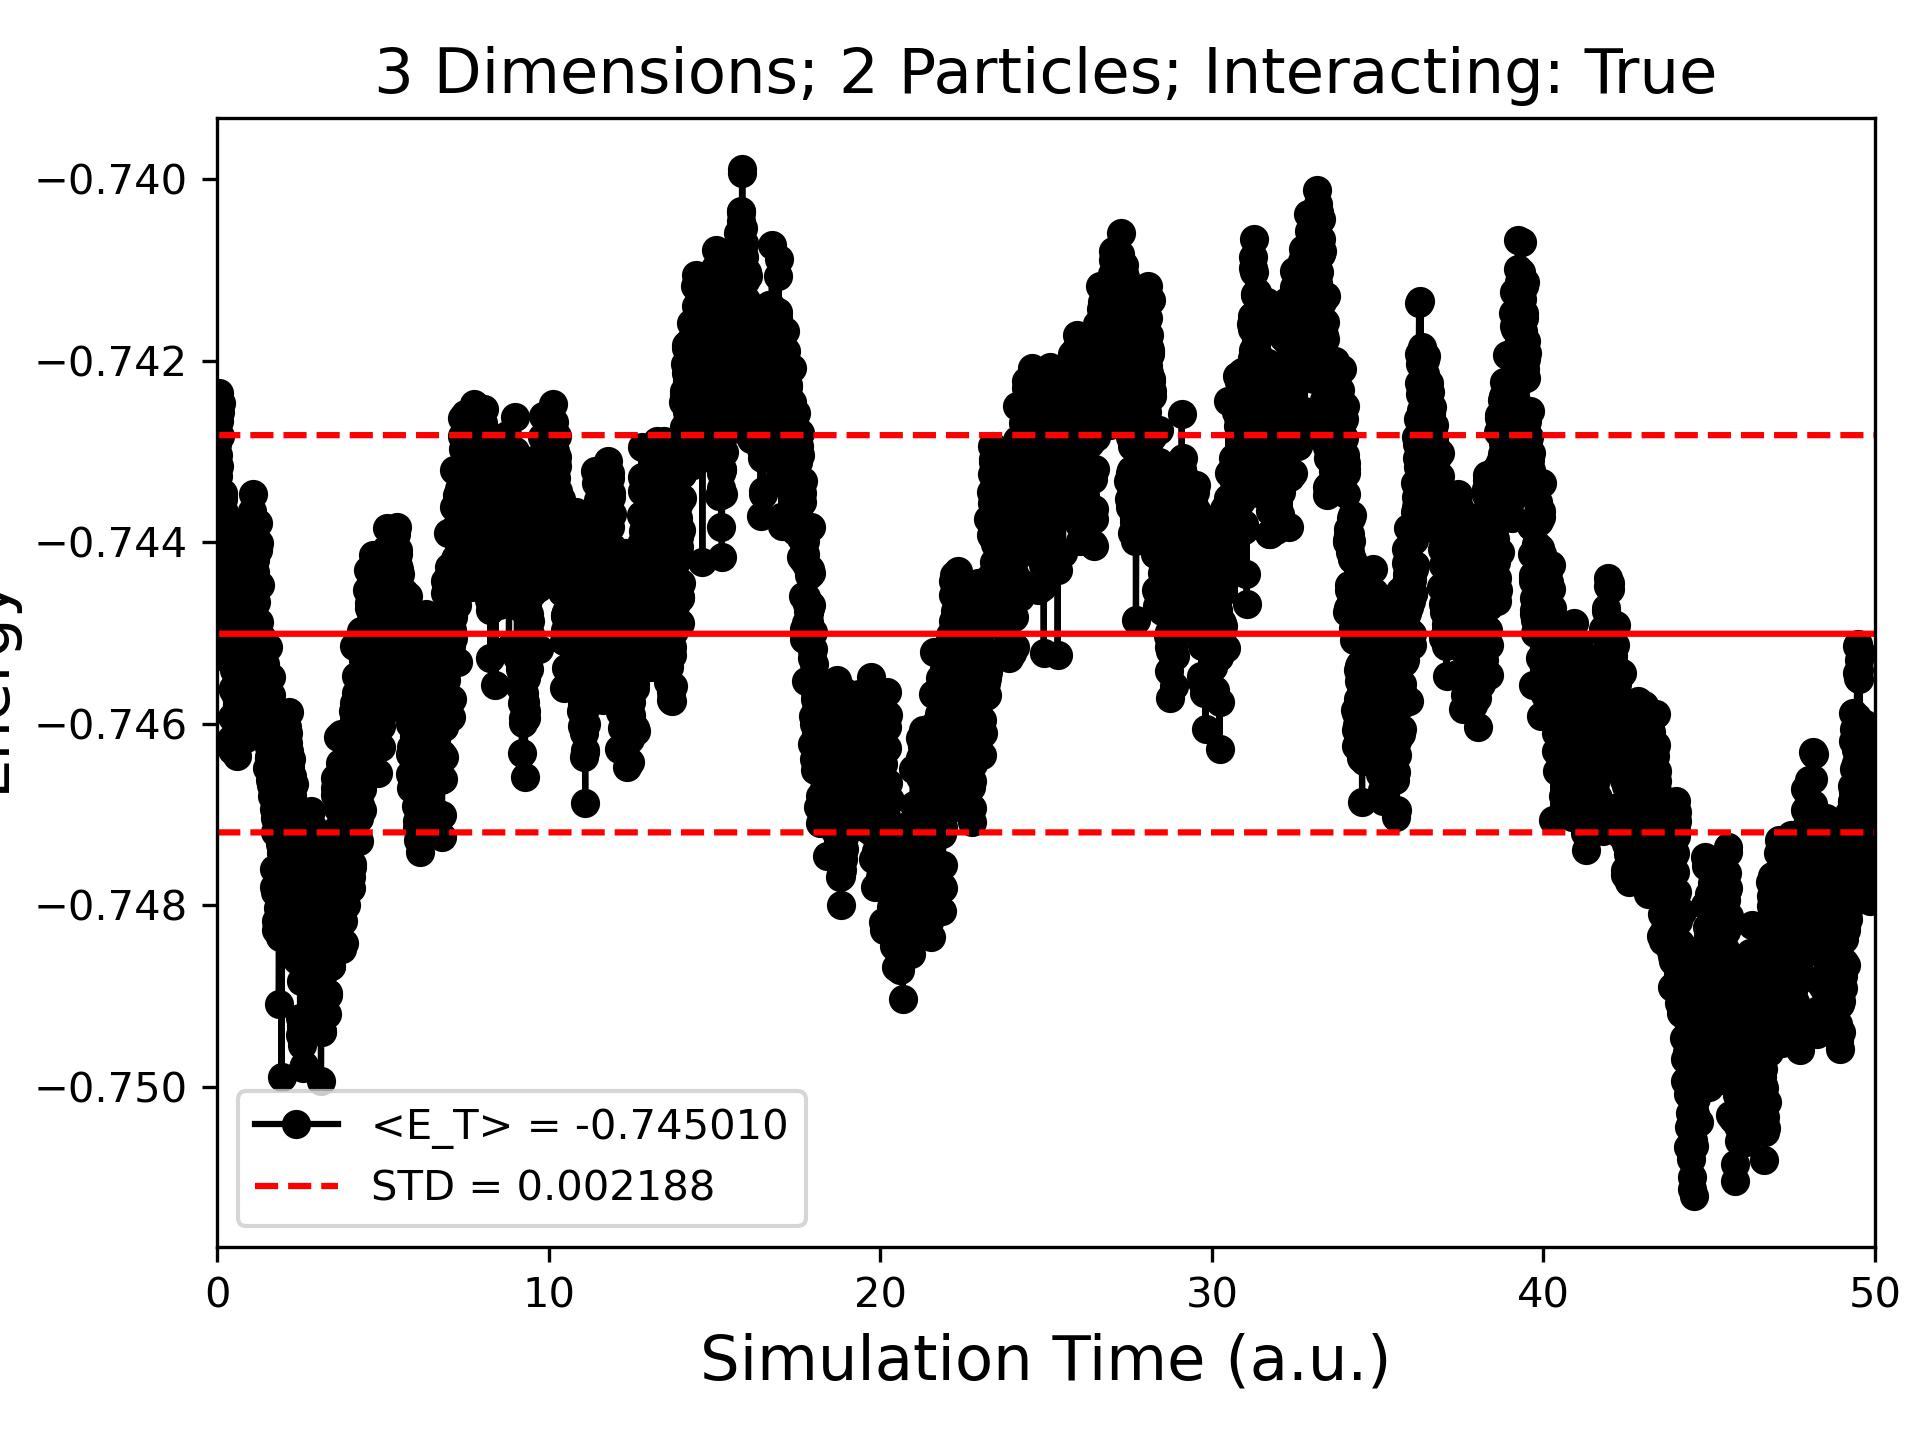 3 Dimensions; 2 Particles; Interacting: True
−0.740
−0.742
−0.744
−0.746
−0.748
−0.750
Energy
<E_T> = -0.745010
STD = 0.002188
0 10 20 30 40 50
Simulation Time (a.u.)